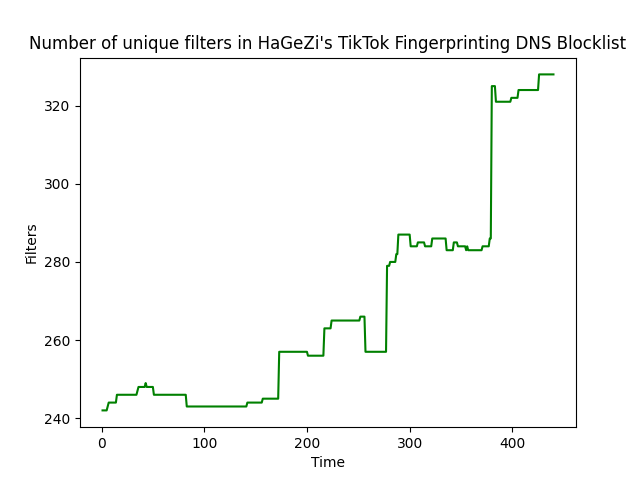 Number of unique filters in HaGeZi's TikTok Fingerprinting DNS Blocklist
320
300
280
260
240
Filters
0 100 200 300 400
Time